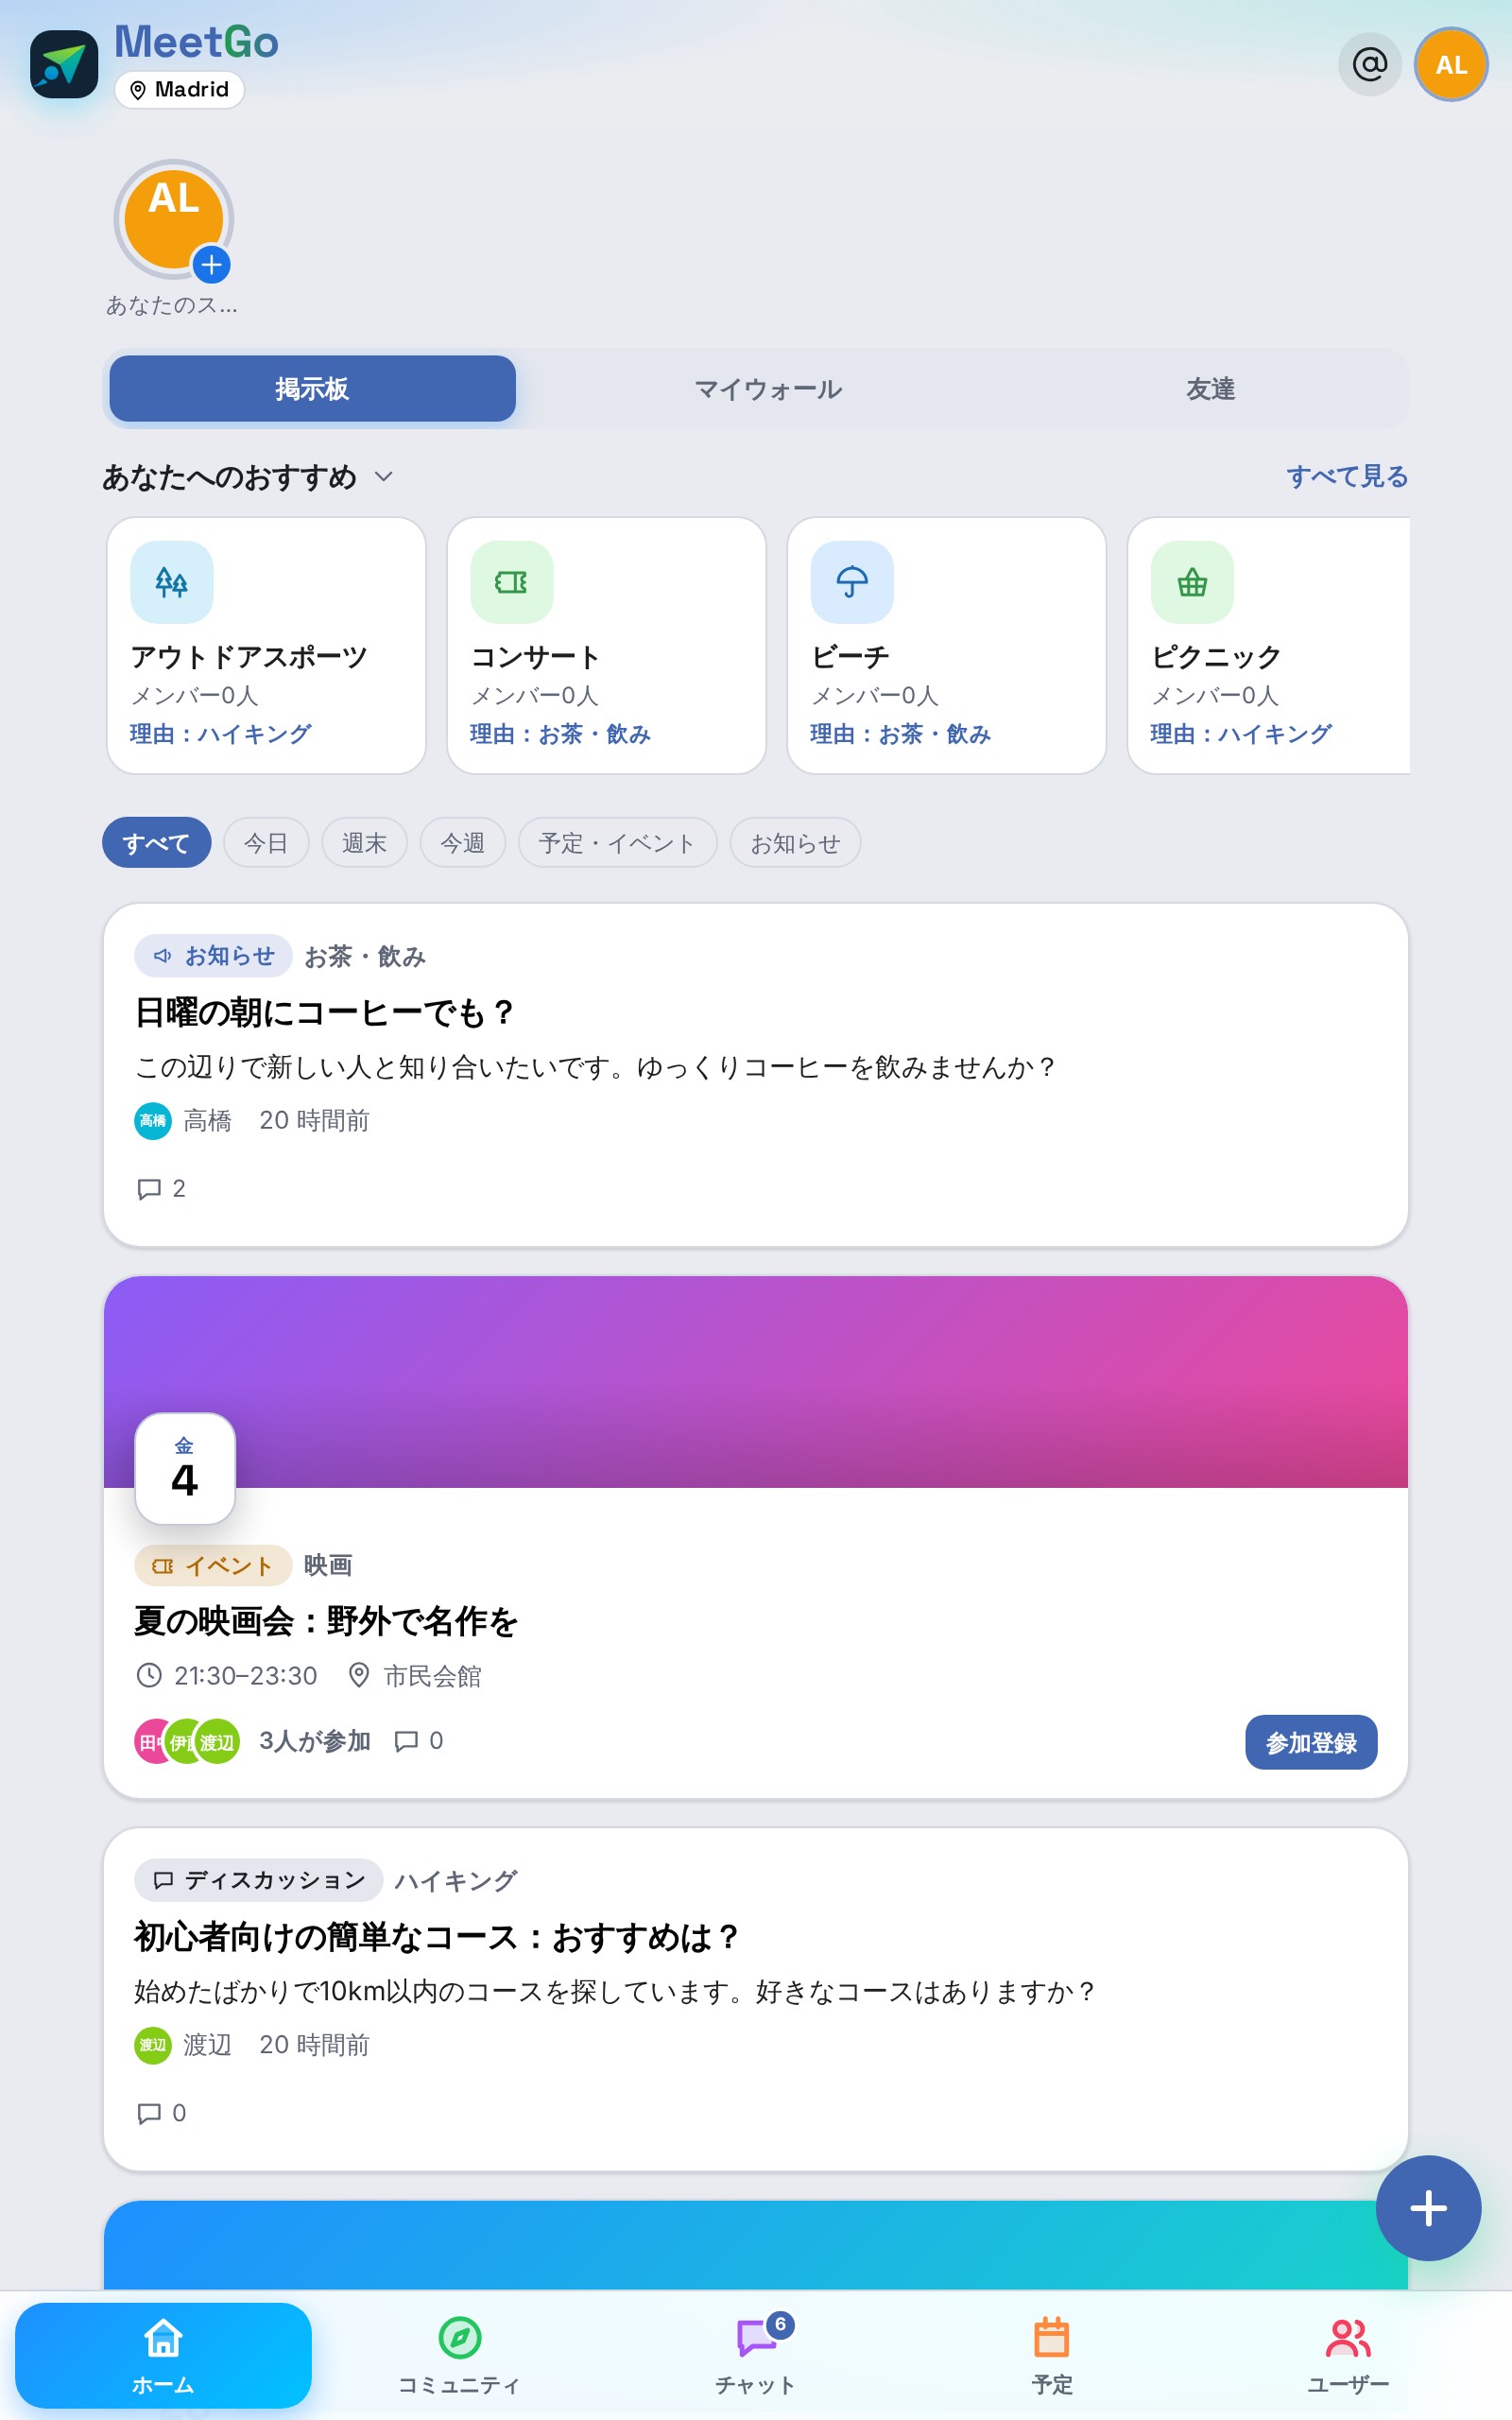 MeetGo
Madrid
AL
AL
あなたのス...
掲示板
マイウォール
友達
あなたへのおすすめ
すべて見る
アウトドアスポーツ
メンバー0人
理由：ハイキング
コンサート
メンバー0人
理由：お茶・飲み
ビーチ
メンバー0人
理由：お茶・飲み
ピクニック
メンバー0人
理由：ハイキング
すべて
今日
週末
今週
予定・イベント
お知らせ
お知らせ お茶・飲み
日曜の朝にコーヒーでも？
この辺りで新しい人と知り合いたいです。ゆっくりコーヒーを飲みませんか？
高橋 高橋 20 時間前
2
金
4
イベント 映画
夏の映画会：野外で名作を
21:30–23:30 市民会館
渡辺 3人が参加 0
参加登録
ディスカッション ハイキング
初心者向けの簡単なコース：おすすめは？
始めたばかりで10km以内のコースを探しています。好きなコースはありますか？
渡辺 渡辺 20 時間前
0
ホーム
コミュニティ
6
チャット
予定
ユーザー